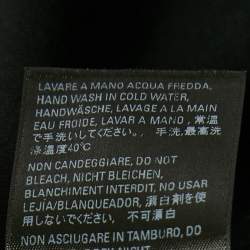 LAVARE A MANO ACQUA FREDDA,
HAND WASH IN COLD WATER,
HANDWÄSCHE, LAVAGE A LA MAIN
EAU FROIDE, LAVAR A MANO, 常温
で手洗いしてください。, 手洗,最高洗
涤温度40℃
NON CANDEGGIARE, DO NOT
BLEACH, NICHT BLEICHEN,
BLANCHIMENT INTERDIT, NO USAR
LEJÍA/BLANQUEADOR, 漂白剤を使
用しないでください、不可漂白
NON ASCIUGARE IN TAMBURO, DO